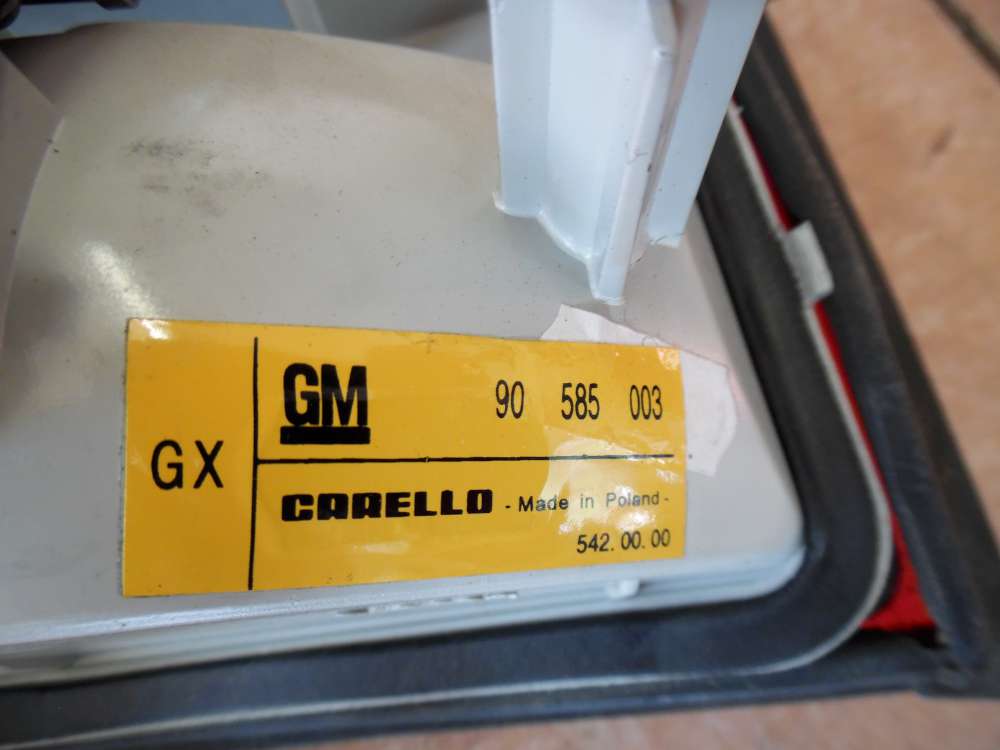 GX
GM 90 585 003
CARELLO - Made in Poland -
542.00.00